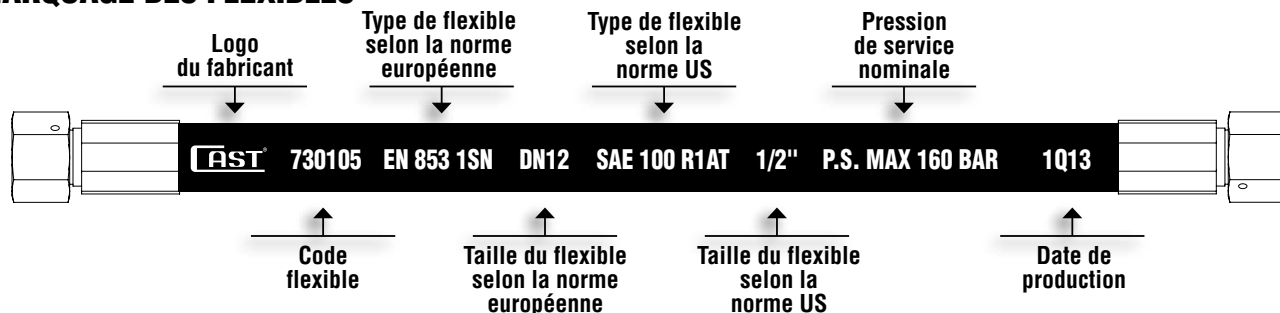 MARQUAGE DES FLEXIBLES
Logo
du fabricant
Type de flexible
selon la norme
européenne
Type de flexible
selon la
norme US
Pression
de service
nominale
CAST® 730105 EN 853 1SN DN12 SAE 100 R1AT 1/2" P.S. MAX 160 BAR 1Q13
Code
flexible
Taille du flexible
selon la norme
européenne
Taille du flexible
selon la
norme US
Date de
production